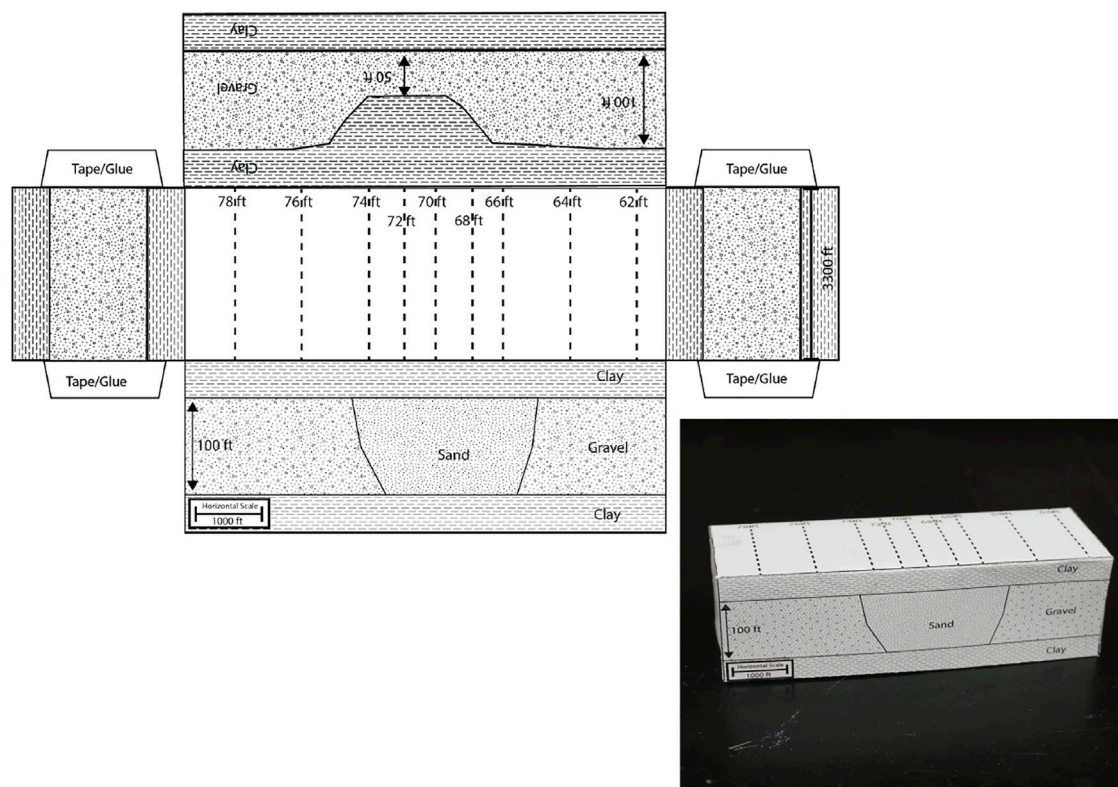 Clay
Gravel
50 ft
100 ft
Clay
Tape/Glue
Tape/Glue
78 ft
76 ft
74 ft
72 ft
70 ft
68 ft
66 ft
64 ft
62 ft
3300 ft
Tape/Glue
Tape/Glue
Clay
100 ft
Sand
Gravel
Horizontal Scale
1000 ft
Clay
Clay
100 ft
Sand
Gravel
Horizontal Scale
1000 ft
Clay